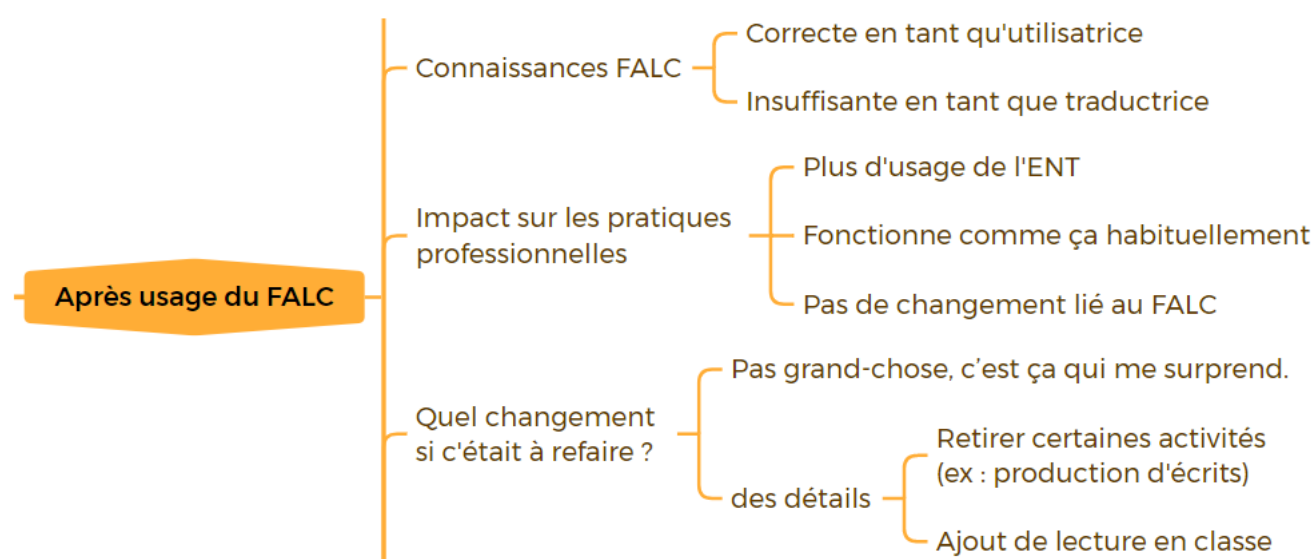 Après usage du FALC
Connaissances FALC
Correcte en tant qu'utilisatrice
Insuffisante en tant que traductrice
Impact sur les pratiques
professionnelles
Plus d'usage de l'ENT
Fonctionne comme ça habituellement
Pas de changement lié au FALC
Quel changement
si c'était à refaire ?
Pas grand-chose, c’est ça qui me surprend.
des détails
Retirer certaines activités
(ex : production d'écrits)
Ajout de lecture en classe